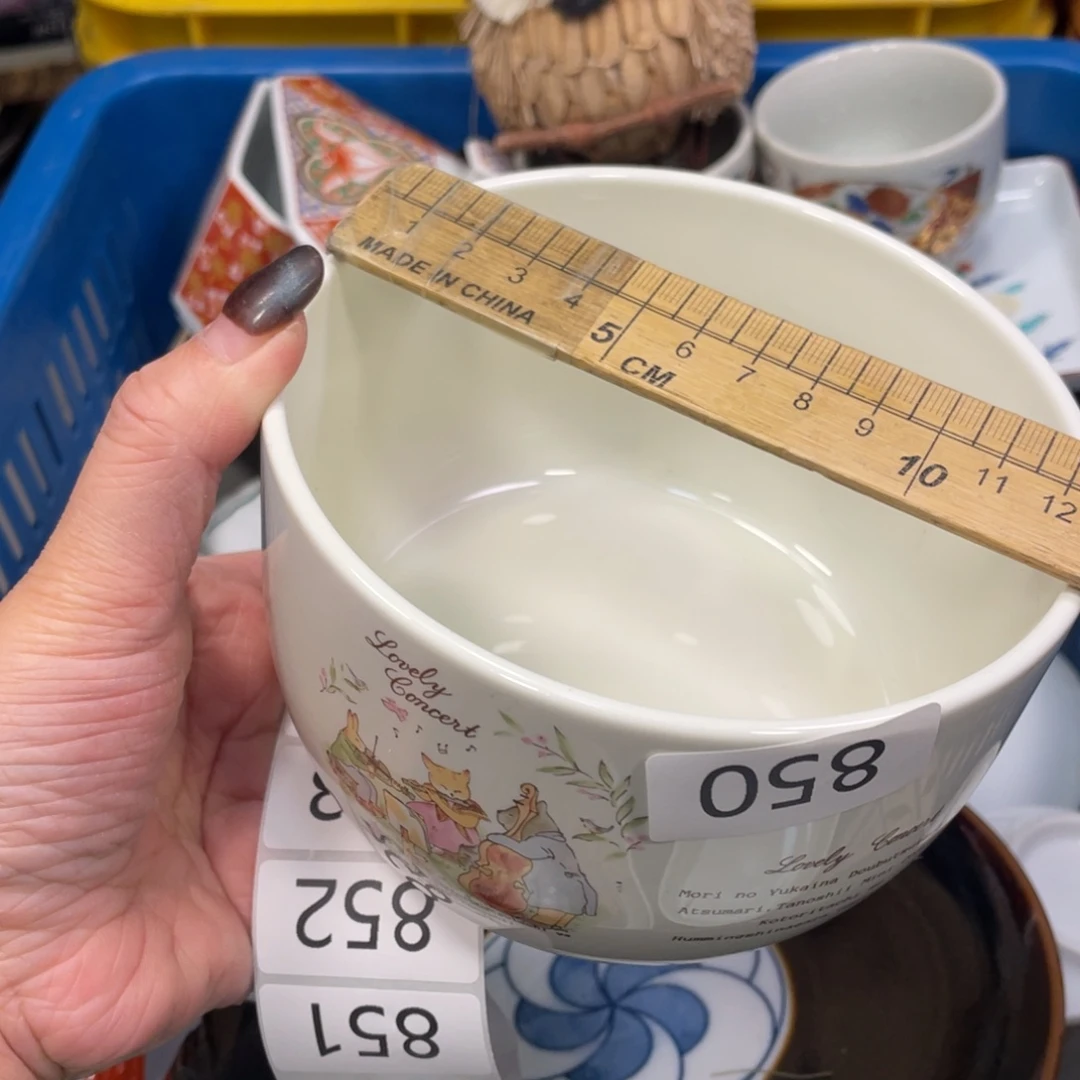 1 2 3 4 5 6 7 8 9 10 11 12
MADE IN CHINA
CM
Lovely
Concert
850
Lovely
Mori no Yukaina
Atsumari.Tanoshii
852
851